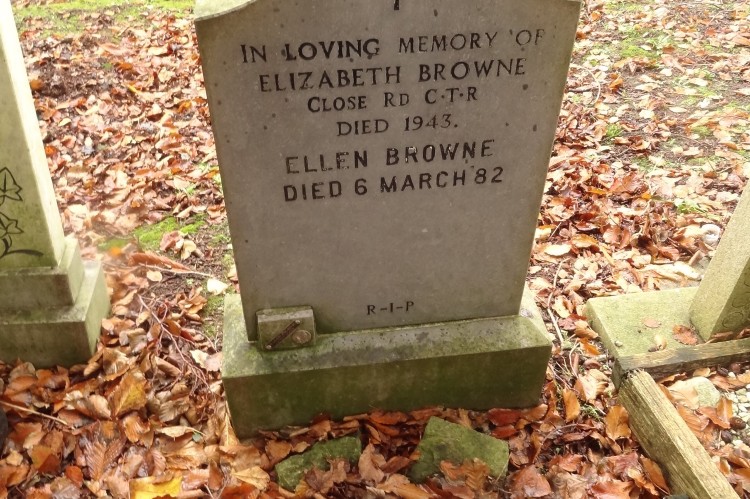 IN LOVING MEMORY OF
ELIZABETH BROWNE
CLOSE RD C·T·R
DIED 1943.
ELLEN BROWNE
DIED 6 MARCH 82
R-I-P